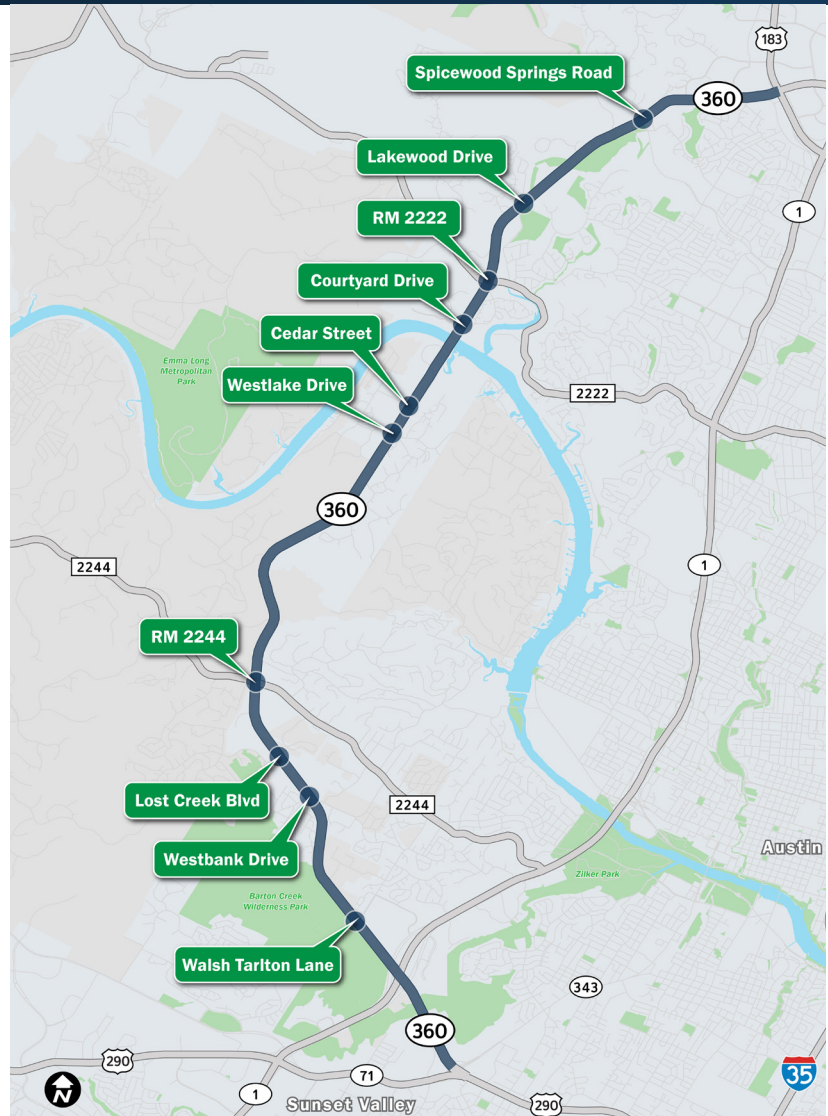 183
Spicewood Springs Road
360
Lakewood Drive
1
RM 2222
Courtyard Drive
Cedar Street
Emma Long
Metropolitan
Park
Westlake Drive
2222
360
2244
1
RM 2244
Lost Creek Blvd
2244
Westbank Drive
Austin
Zilker Park
Barton Creek
Wilderness Park
Walsh Tarlton Lane
343
360
290
71
35
N
1
Sunset Valley
290